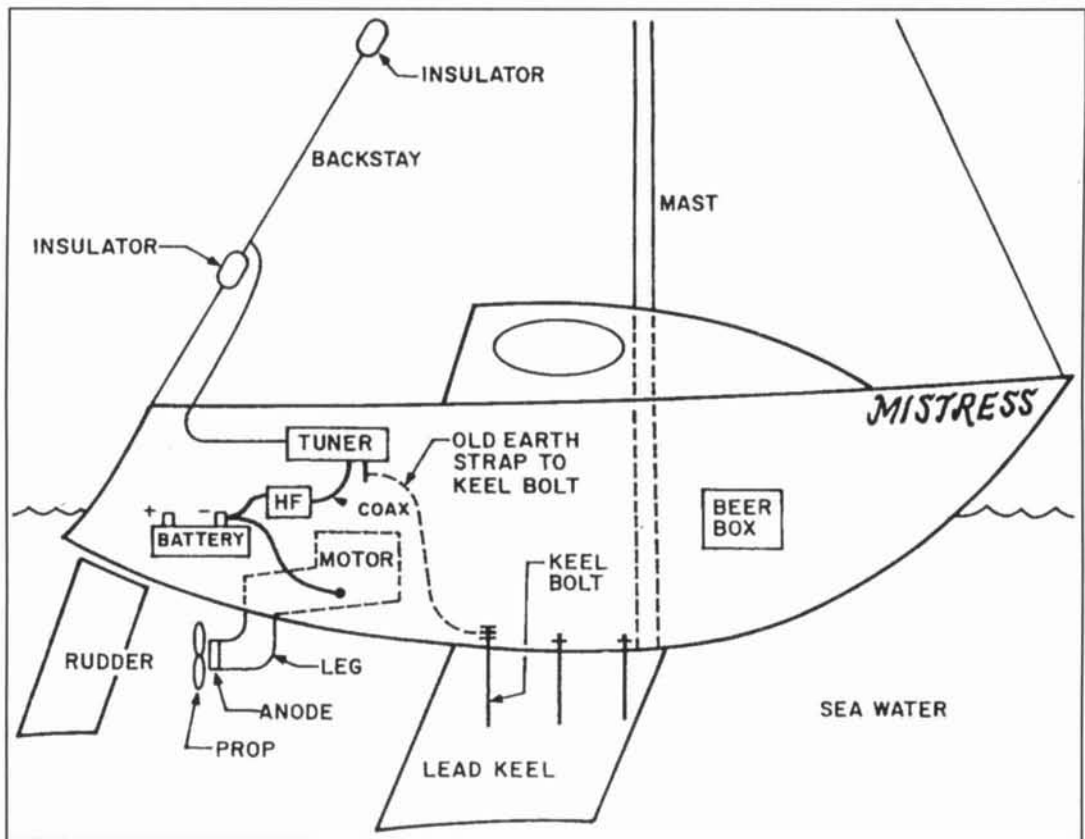 INSULATOR
BACKSTAY
MAST
INSULATOR
MISTRESS
TUNER
OLD EARTH
STRAP TO
KEEL BOLT
HF
COAX
BEER
BOX
+
−
BATTERY
MOTOR
KEEL
BOLT
RUDDER
LEG
ANODE
PROP
SEA WATER
LEAD KEEL